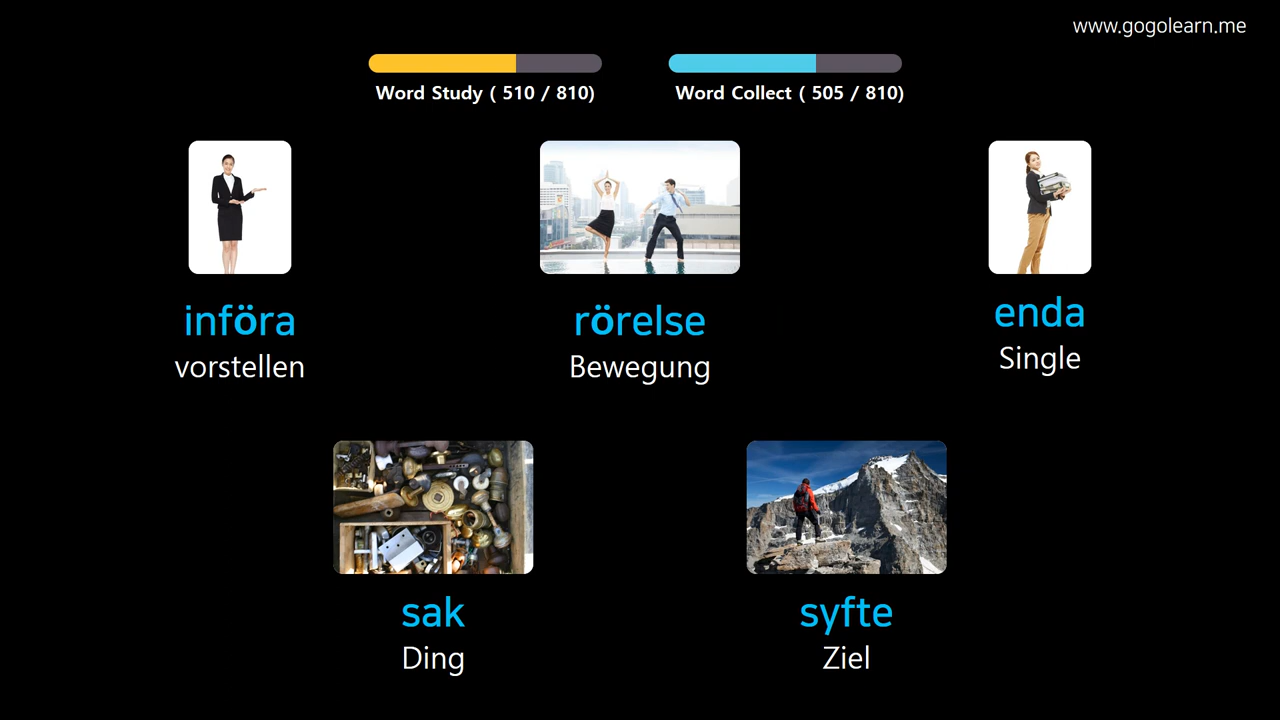 www.gogolearn.me
Word Study ( 510 / 810)
Word Collect ( 505 / 810)
införa
vorstellen
rörelse
Bewegung
enda
Single
sak
Ding
syfte
Ziel